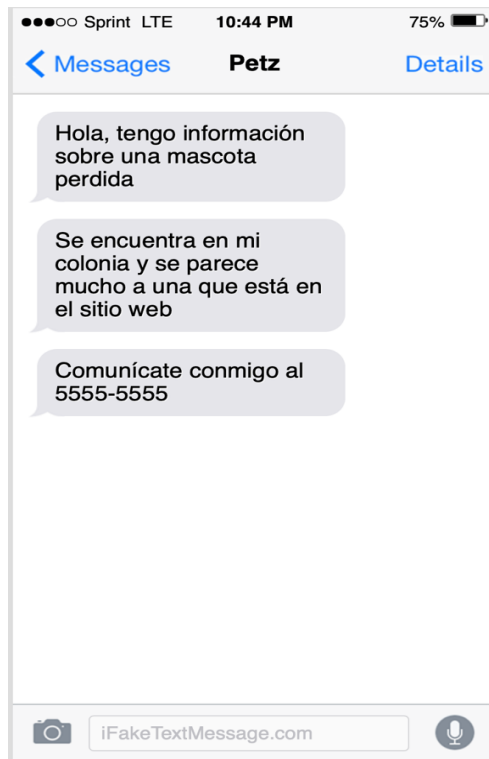 Sprint LTE 10:44 PM 75%
Messages Petz Details
Hola, tengo información
sobre una mascota
perdida
Se encuentra en mi
colonia y se parece
mucho a una que está en
el sitio web
Comunícate conmigo al
5555-5555
iFakeTextMessage.com